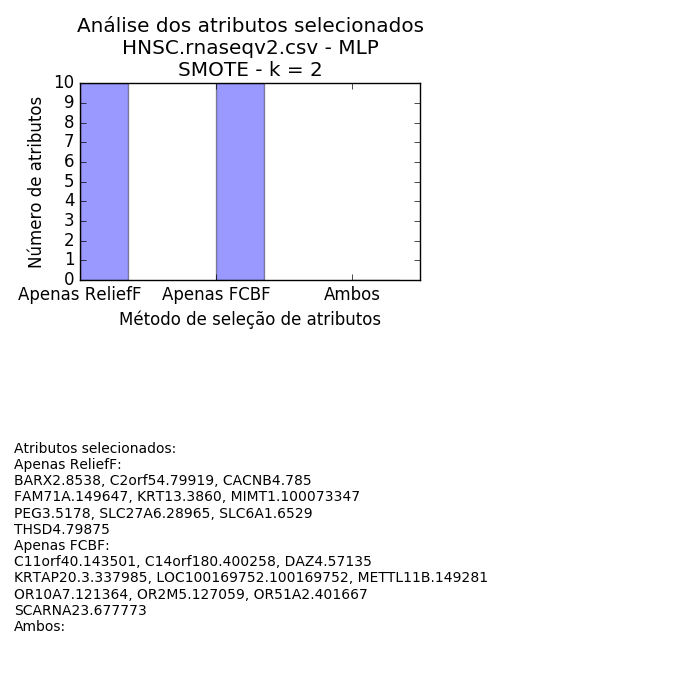 Análise dos atributos selecionados
HNSC.rnaseqv2.csv - MLP
SMOTE - k = 2
10
9
8
7
6
5
4
3
2
1
0
Número de atributos
Apenas ReliefF
Apenas FCBF
Ambos
Método de seleção de atributos
Atributos selecionados:
Apenas ReliefF:
BARX2.8538, C2orf54.79919, CACNB4.785
FAM71A.149647, KRT13.3860, MIMT1.100073347
PEG3.5178, SLC27A6.28965, SLC6A1.6529
THSD4.79875
Apenas FCBF:
C11orf40.143501, C14orf180.400258, DAZ4.57135
KRTAP20.3.337985, LOC100169752.100169752, METTL11B.149281
OR10A7.121364, OR2M5.127059, OR51A2.401667
SCARNA23.677773
Ambos: